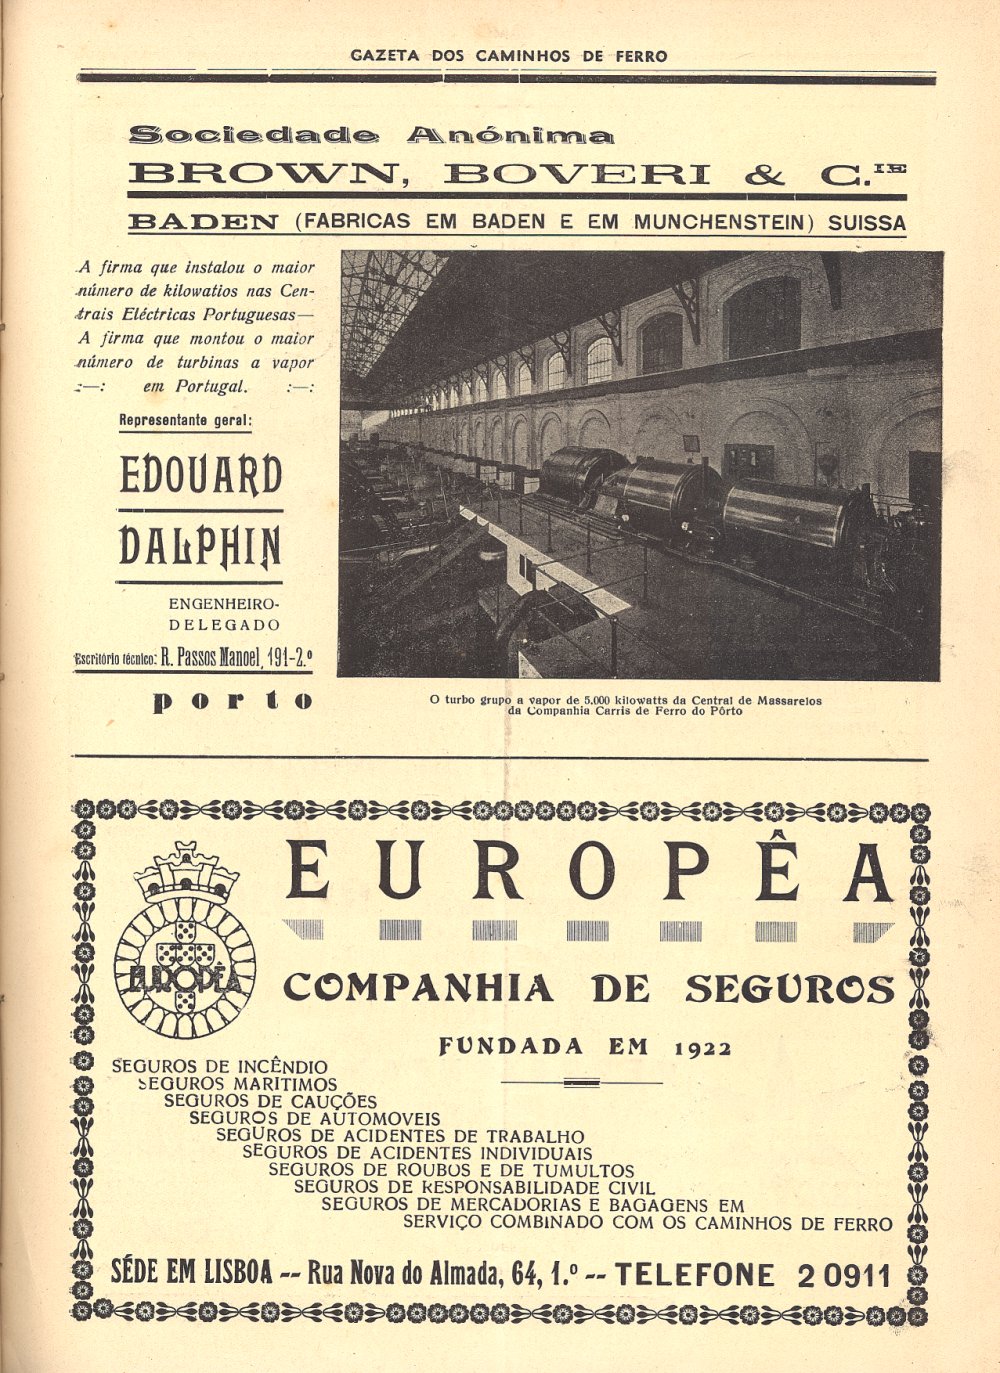 GAZETA DOS CAMINHOS DE FERRO
Sociedade Anónima
BROWN, BOVERI & C.IE
BADEN (FABRICAS EM BADEN E EM MUNCHENSTEIN) SUISSA
A firma que instalou o maior
número de kilowatios nas Cen-
trais Eléctricas Portuguesas—
A firma que montou o maior
número de turbinas a vapor
:—: em Portugal. :—:
Representante geral:
EDOUARD
DALPHIN
ENGENHEIRO-
DELEGADO
Escritório técnico: R. Passos Manoel, 191-2.º
porto
O turbo grupo a vapor de 5.000 kilowatts da Central de Massarelos
da Companhia Carris de Ferro do Pôrto
EUROPÊA
EUROPÊA
COMPANHIA DE SEGUROS
FUNDADA EM 1922
SEGUROS DE INCÊNDIO
SEGUROS MARITIMOS
SEGUROS DE CAUÇÕES
SEGUROS DE AUTOMOVEIS
SEGUROS DE ACIDENTES DE TRABALHO
SEGUROS DE ACIDENTES INDIVIDUAIS
SEGUROS DE ROUBOS E DE TUMULTOS
SEGUROS DE RESPONSABILIDADE CIVIL
SEGUROS DE MERCADORIAS E BAGAGENS EM
SERVIÇO COMBINADO COM OS CAMINHOS DE FERRO
SÉDE EM LISBOA -- Rua Nova do Almada, 64, 1.º -- TELEFONE 2 0911